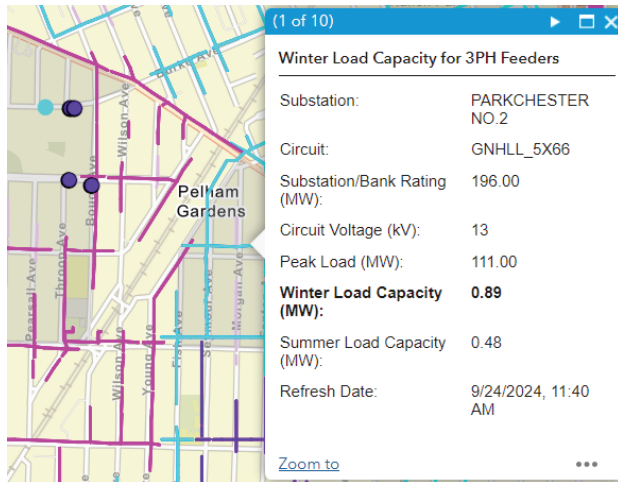 (1 of 10)
Winter Load Capacity for 3PH Feeders
Substation: PARKCHESTER
NO.2
Circuit: GNHLL_5X66
Substation/Bank Rating 196.00
(MW):
Circuit Voltage (kV): 13
Peak Load (MW): 111.00
Winter Load Capacity 0.89
(MW):
Summer Load Capacity 0.48
(MW):
Refresh Date: 9/24/2024, 11:40
AM
Zoom to
Burke Ave
Wilson Ave
Pelham
Gardens
Throop Ave
Pearsall Ave
Wilson Ave
Young Ave
Fish Ave
Seymour Ave
Morgan Ave